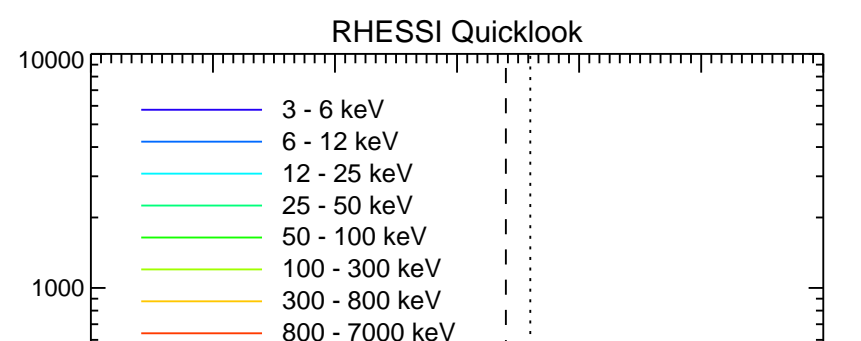 RHESSI Quicklook
10000
3 - 6 keV
6 - 12 keV
12 - 25 keV
25 - 50 keV
50 - 100 keV
100 - 300 keV
1000
300 - 800 keV
800 - 7000 keV